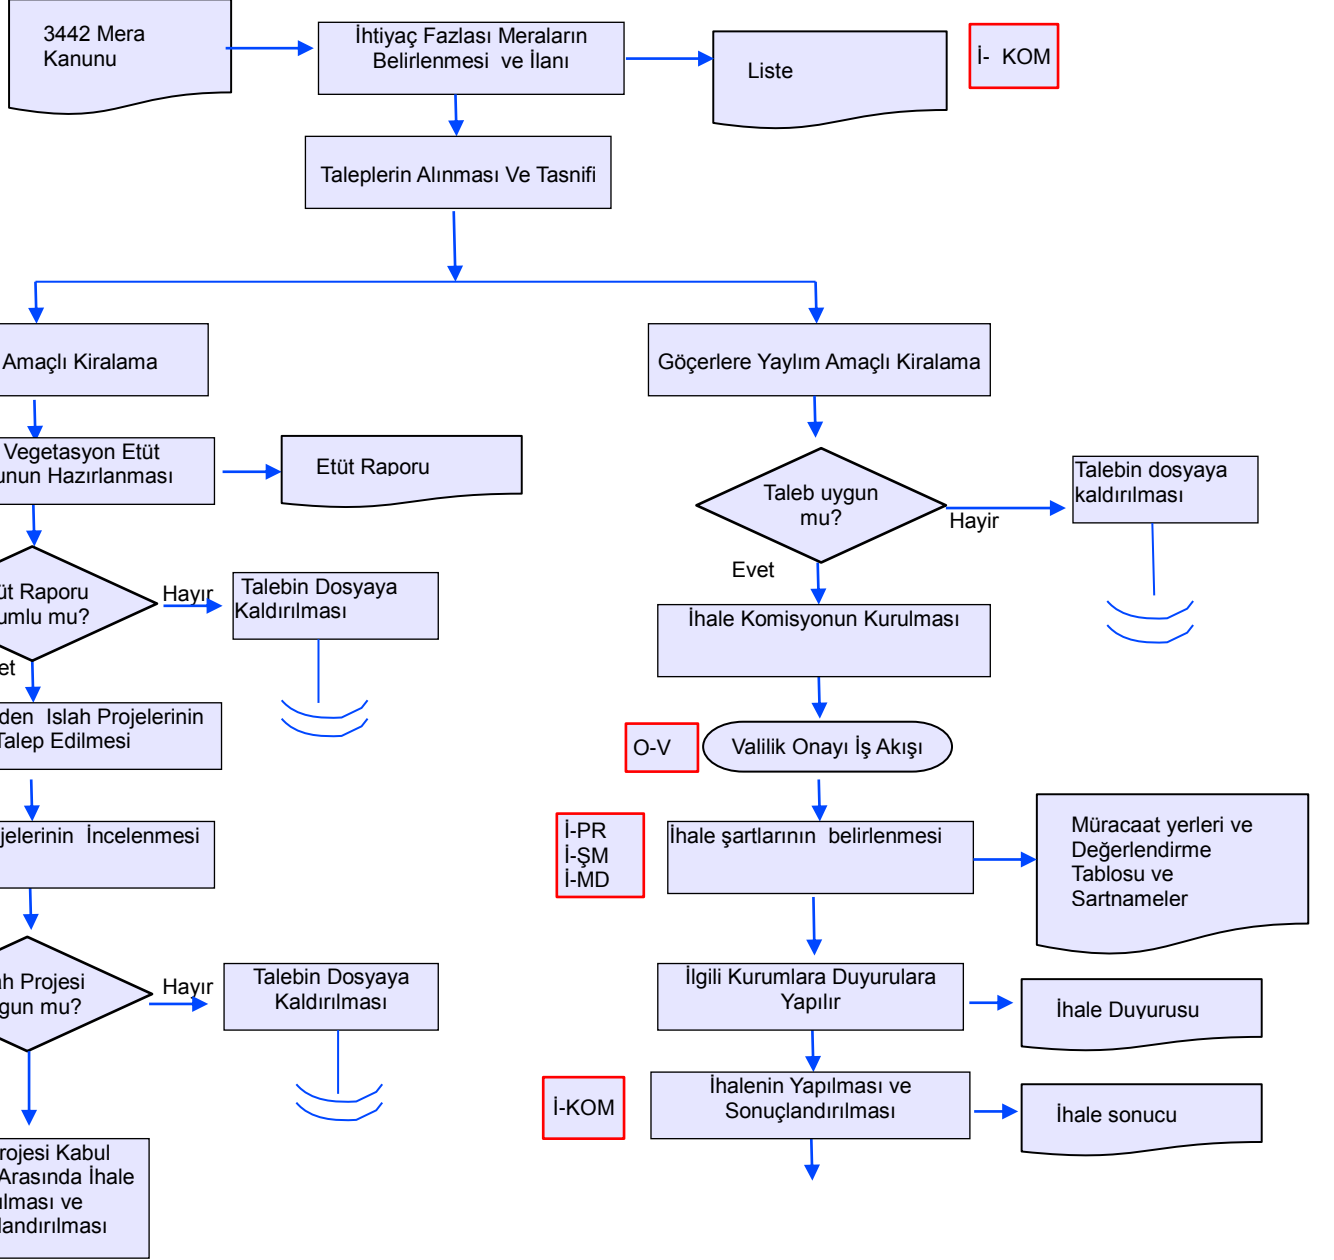 3442 Mera
Kanunu
İhtiyaç Fazlası Meraların
Belirlenmesi ve İlanı
Liste
İ- KOM
Taleplerin Alınması Ve Tasnifi
Amaçlı Kiralama
Göçerlere Yaylım Amaçlı Kiralama
Vegetasyon Etüt
unun Hazırlanması
Etüt Raporu
Taleb uygun
mu?
Hayir
Talebin dosyaya
kaldırılması
Evet
üt Raporu
umlu mu?
Hayır
Talebin Dosyaya
Kaldırılması
et
İhale Komisyonun Kurulması
den Islah Projelerinin
Talep Edilmesi
O-V
Valilik Onayı İş Akışı
jelerinin İncelenmesi
İ-PR
İ-ŞM
İ-MD
İhale şartlarının belirlenmesi
Müracaat yerleri ve
Değerlendirme
Tablosu ve
Sartnameler
ah Projesi
gun mu?
Hayır
Talebin Dosyaya
Kaldırılması
İlgili Kurumlara Duyurulara
Yapılır
İhale Duyurusu
İ-KOM
İhalenin Yapılması ve
Sonuçlandırılması
İhale sonucu
rojesi Kabul
Arasında İhale
ılması ve
landırılması